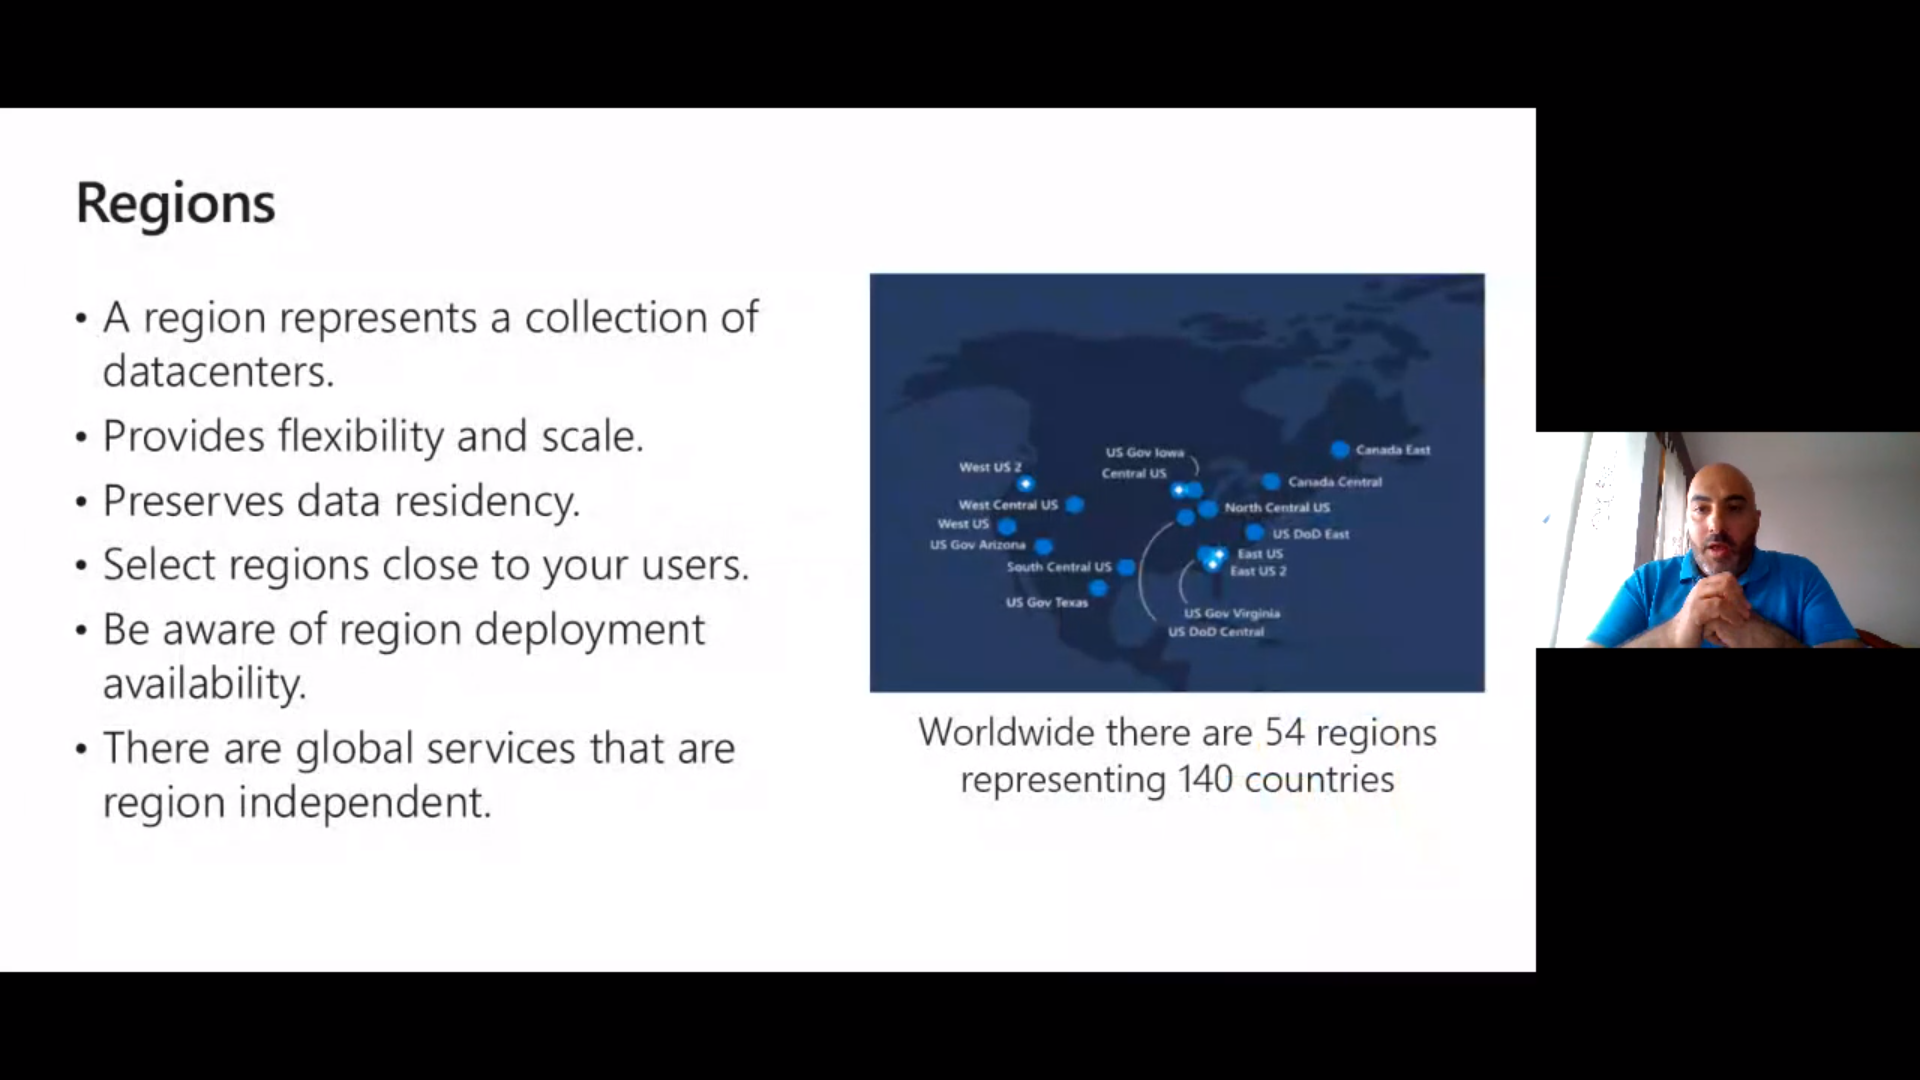 Regions
• A region represents a collection of
datacenters.
• Provides flexibility and scale.
• Preserves data residency.
• Select regions close to your users.
• Be aware of region deployment
availability.
• There are global services that are
region independent.
West US 2
West Central US
West US
US Gov Arizona
South Central US
US Gov Texas
US Gov Iowa
Central US
Canada East
Canada Central
North Central US
US DoD East
East US
East US 2
US Gov Virginia
US DoD Central
Worldwide there are 54 regions
representing 140 countries